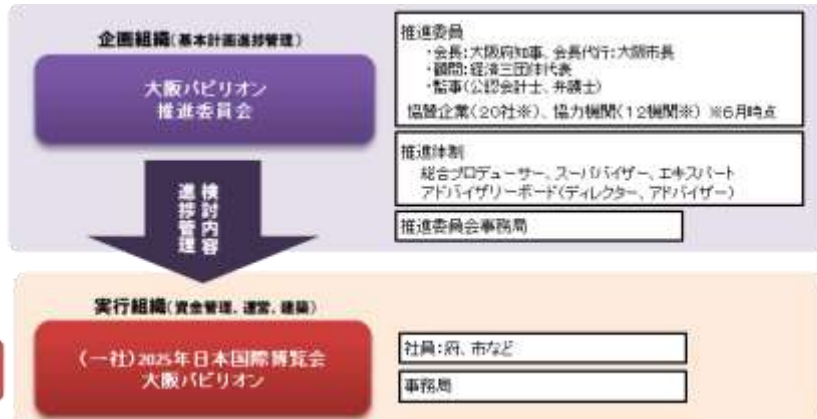 企画組織(基本計画進捗管理)
大阪パビリオン
推進委員会
推進委員
・会長:大阪府知事、会長代行:大阪市長
・顧問:経済三団体代表
・監事(公認会計士、弁護士)
協賛企業(20社※)、協力機関(12機関※) ※6月時点
推進体制
総合プロデューサー、スーパバイザー、エキスパート
アドバイザリーボード(ディレクター、アドバイザー)
推進委員会事務局
検討内容
進捗管理
実行組織(資金管理、運営、建築)
(一社)2025年日本国際博覧会
大阪パビリオン
社員:府、市など
事務局